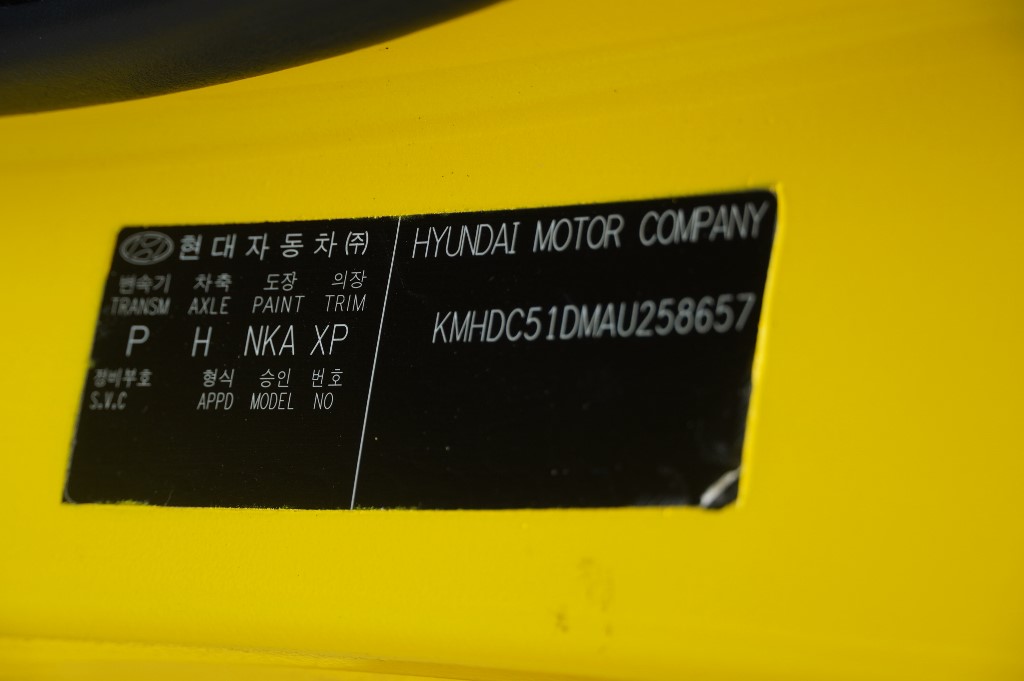 현대자동차(주)
변속기 차축 도장 의장
TRANSM AXLE PAINT TRIM
P H NKA XP
정비부호 형식 승인 번호
S.V.C APPD MODEL NO
HYUNDAI MOTOR COMPANY
KMHDC51DMAU258657